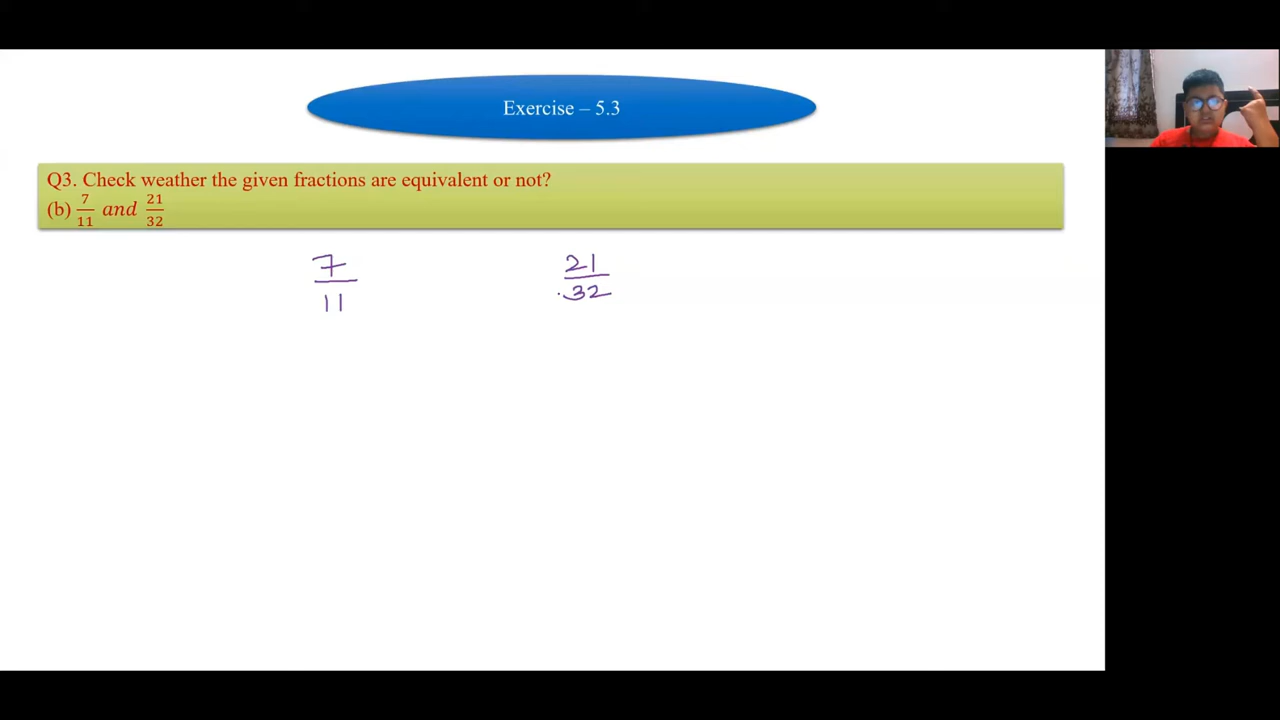 Exercise – 5.3
Q3. Check weather the given fractions are equivalent or not?
(b) 7/11 and 21/32
7/11 21/32